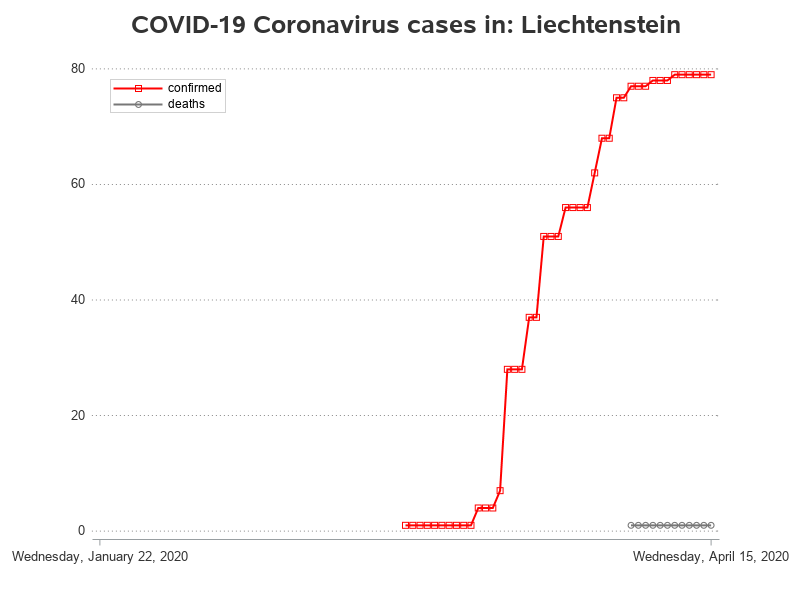 COVID-19 Coronavirus cases in: Liechtenstein
80
confirmed
deaths
60
40
20
0
Wednesday, January 22, 2020 Wednesday, April 15, 2020